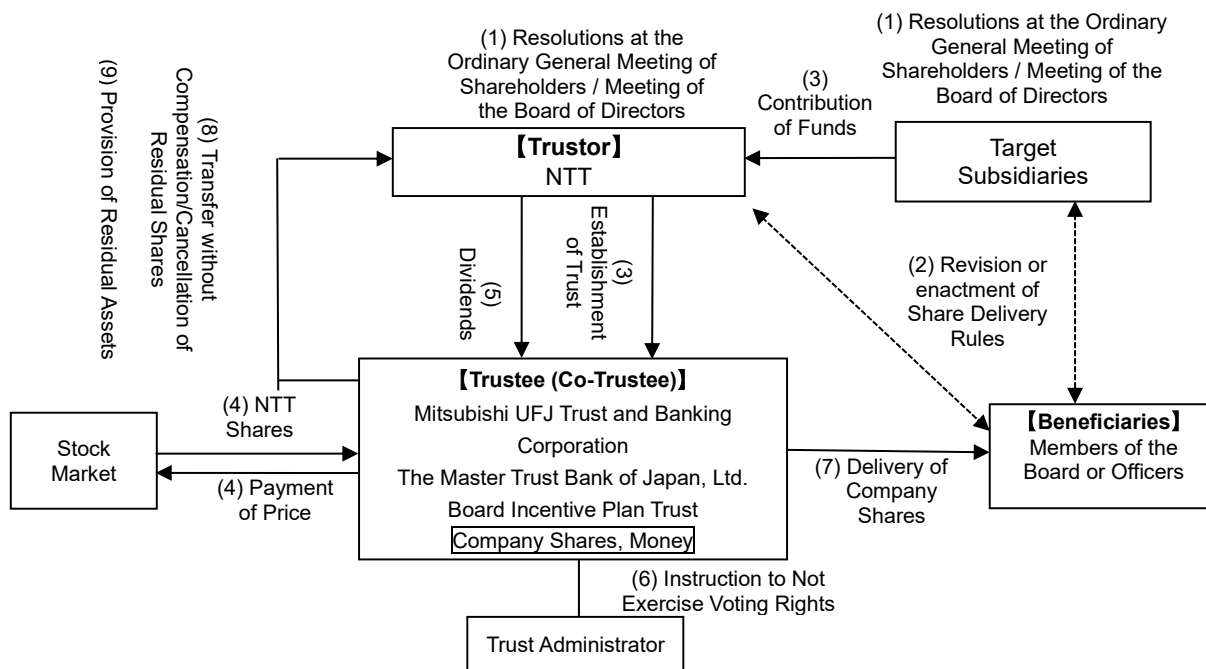 (1) Resolutions at the
Ordinary General Meeting of
Shareholders / Meeting of
the Board of Directors
(1) Resolutions at the Ordinary
General Meeting of
Shareholders / Meeting of the
Board of Directors
(3)
Contribution
of Funds
(9) Provision of Residual Assets
(8) Transfer without
Compensation/Cancellation of
Residual Shares
【Trustor】
NTT
Target
Subsidiaries
(5)
Dividends
(3)
Establishment
of Trust
(2) Revision or
enactment of
Share Delivery
Rules
【Trustee (Co-Trustee)】
Mitsubishi UFJ Trust and Banking
Corporation
The Master Trust Bank of Japan, Ltd.
Board Incentive Plan Trust
Company Shares, Money
(4) NTT
Shares
Stock
Market
(4) Payment
of Price
【Beneficiaries】
Members of the
Board or Officers
(7) Delivery of
Company
Shares
(6) Instruction to Not
Exercise Voting Rights
Trust Administrator